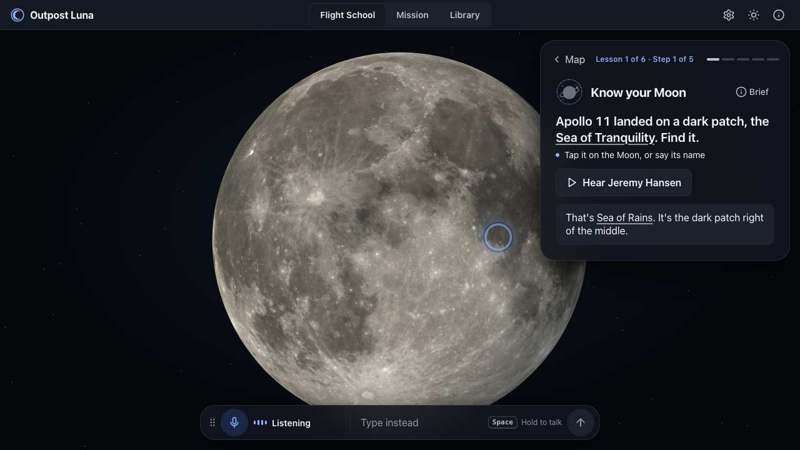 Outpost Luna
Flight School
Mission
Library
Map
Lesson 1 of 6 · Step 1 of 5
Know your Moon
Brief
Apollo 11 landed on a dark patch, the
Sea of Tranquility. Find it.
Tap it on the Moon, or say its name
Hear Jeremy Hansen
That's Sea of Rains. It's the dark patch right
of the middle.
Listening
Type instead
Space
Hold to talk